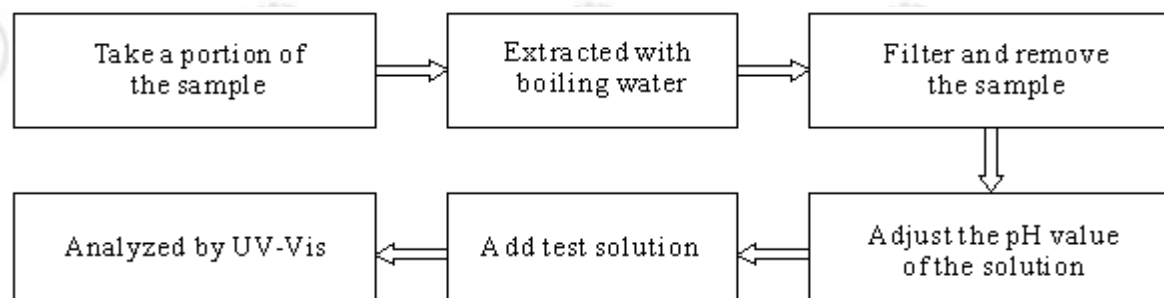 Take a portion of
the sample
Extracted with
boiling water
Filter and remove
the sample
Adjust the pH value
of the solution
Add test solution
Analyzed by UV-Vis